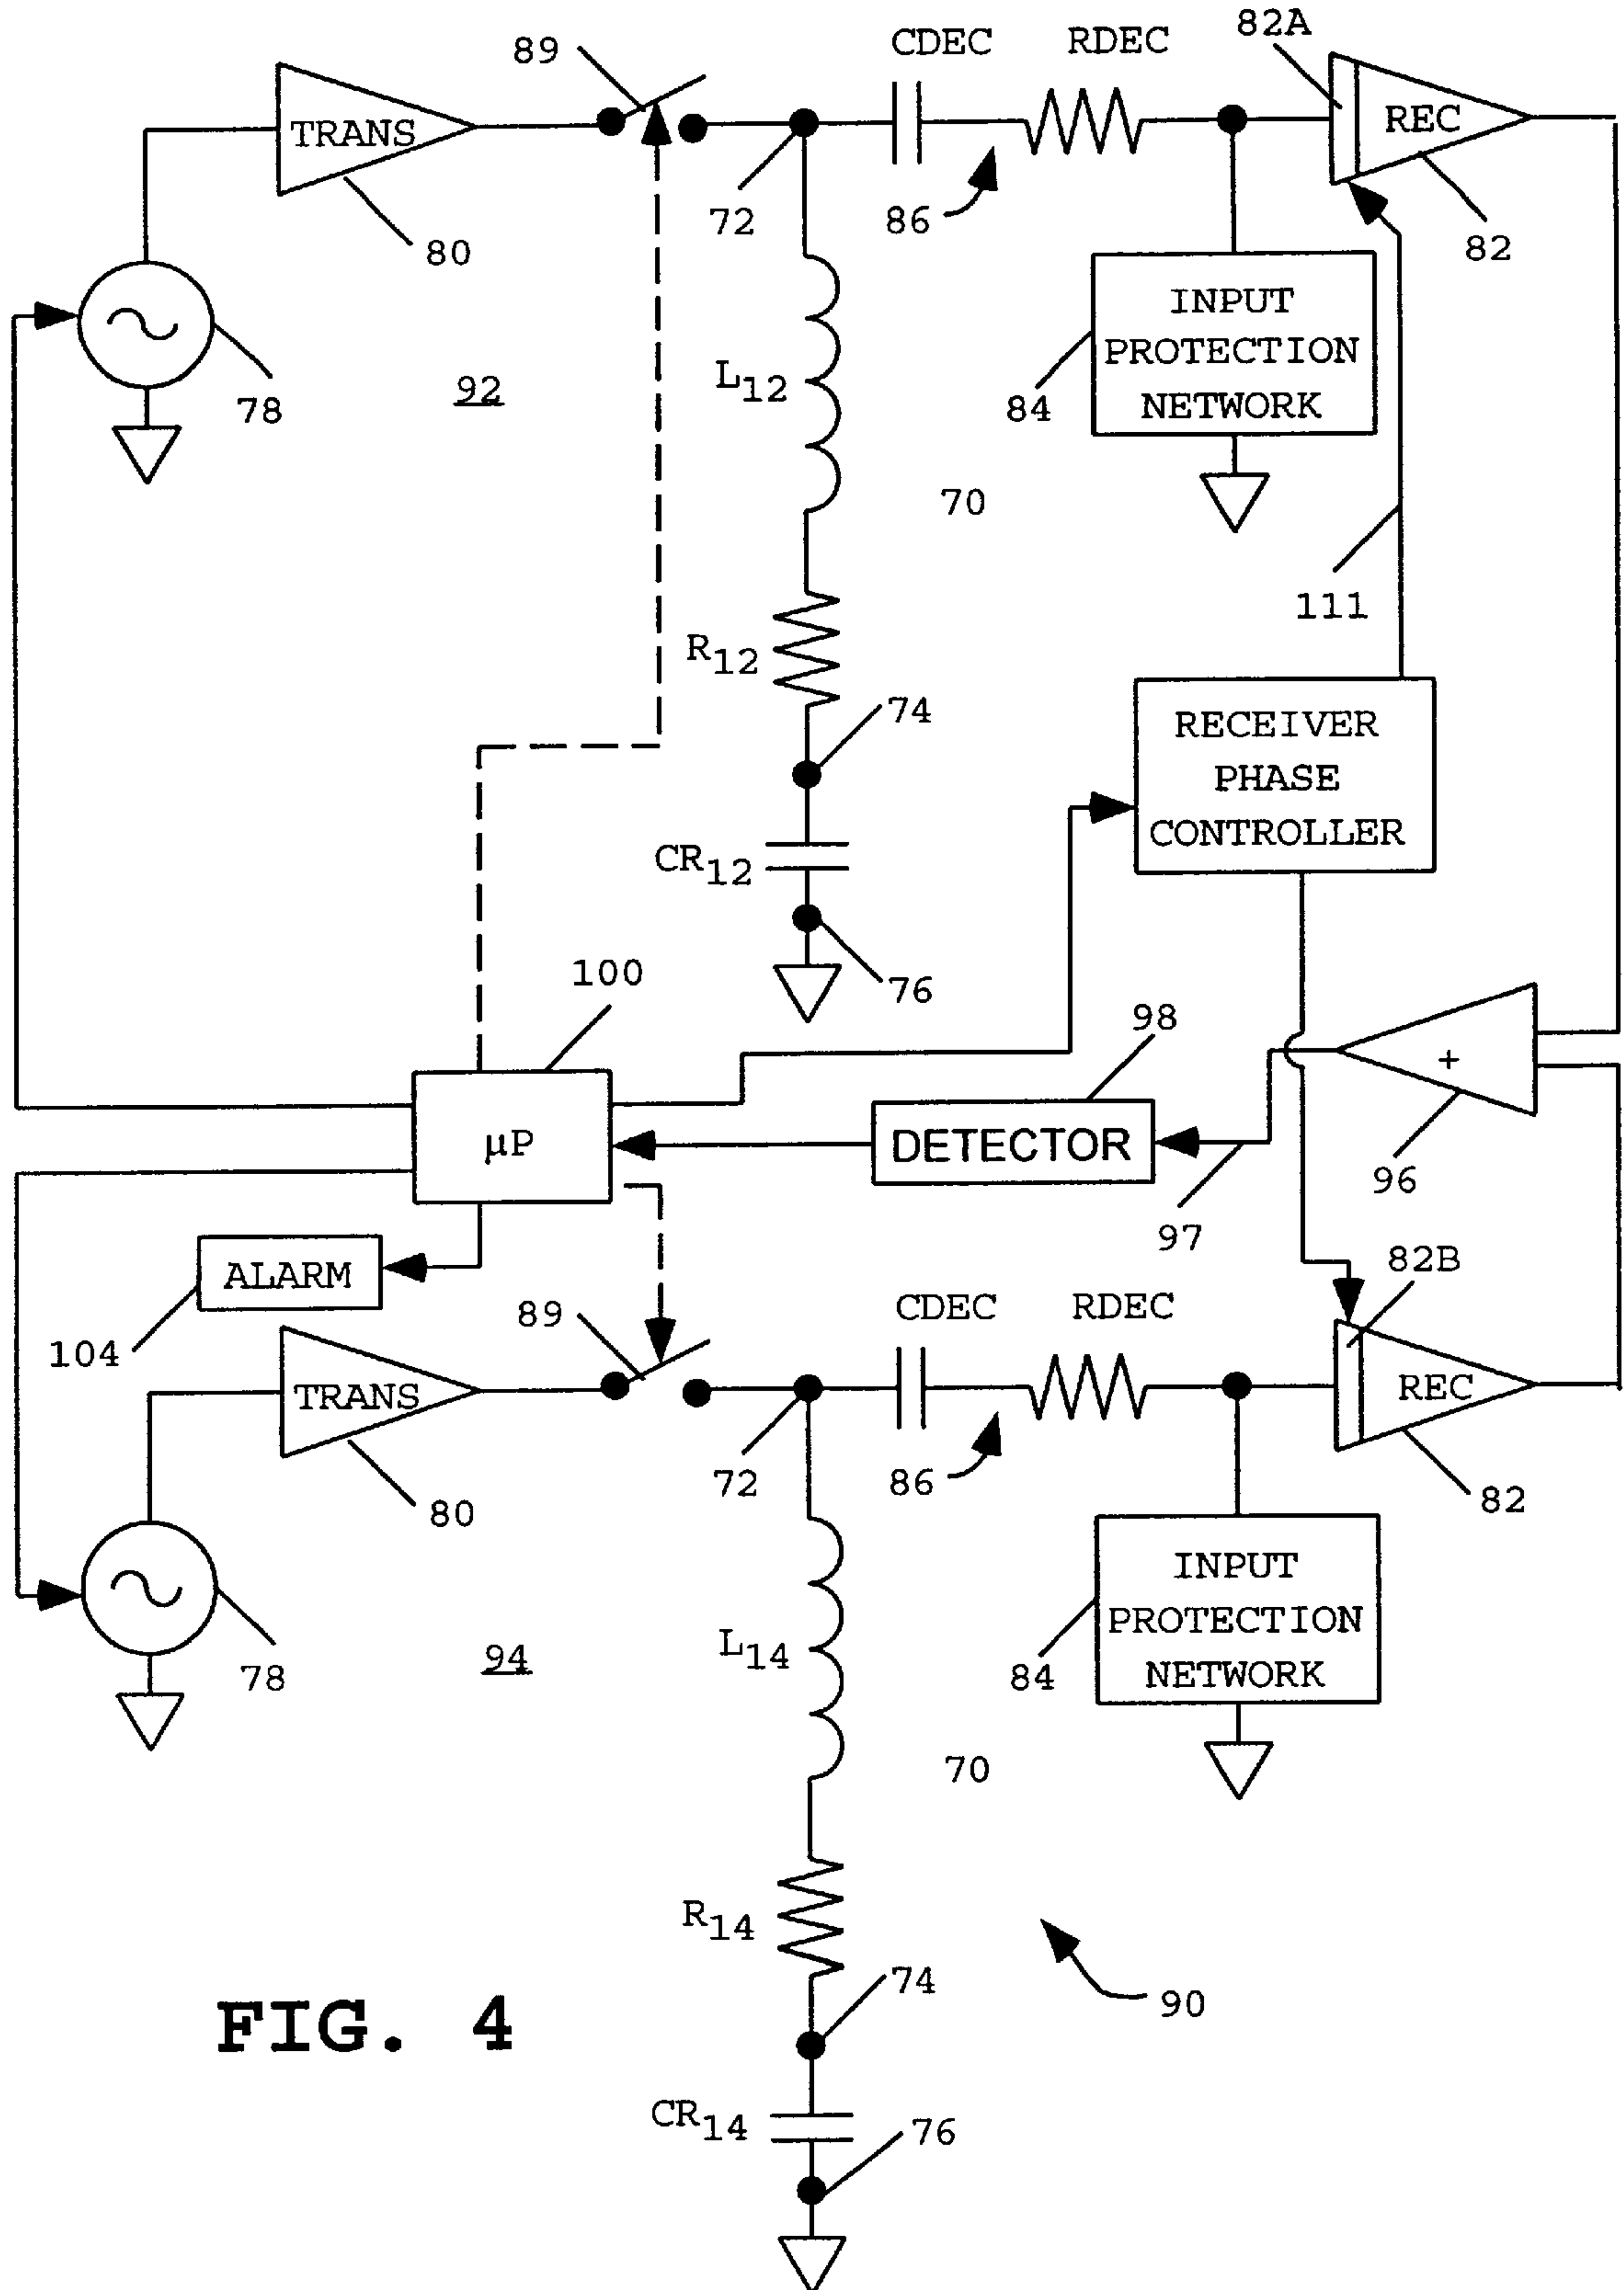 82A
89
CDEC RDEC
TRANS
REC
72
86
80
82
INPUT
PROTECTION
NETWORK
L12
92
84
78
70
111
R12
74
RECEIVER
PHASE
CONTROLLER
CR12
100
76
98
+
µP
DETECTOR
96
97
82B
ALARM
89
CDEC RDEC
104
TRANS
REC
72
86
80
82
INPUT
PROTECTION
NETWORK
L14
94
84
78
70
R14
74
90
FIG. 4
CR14
76